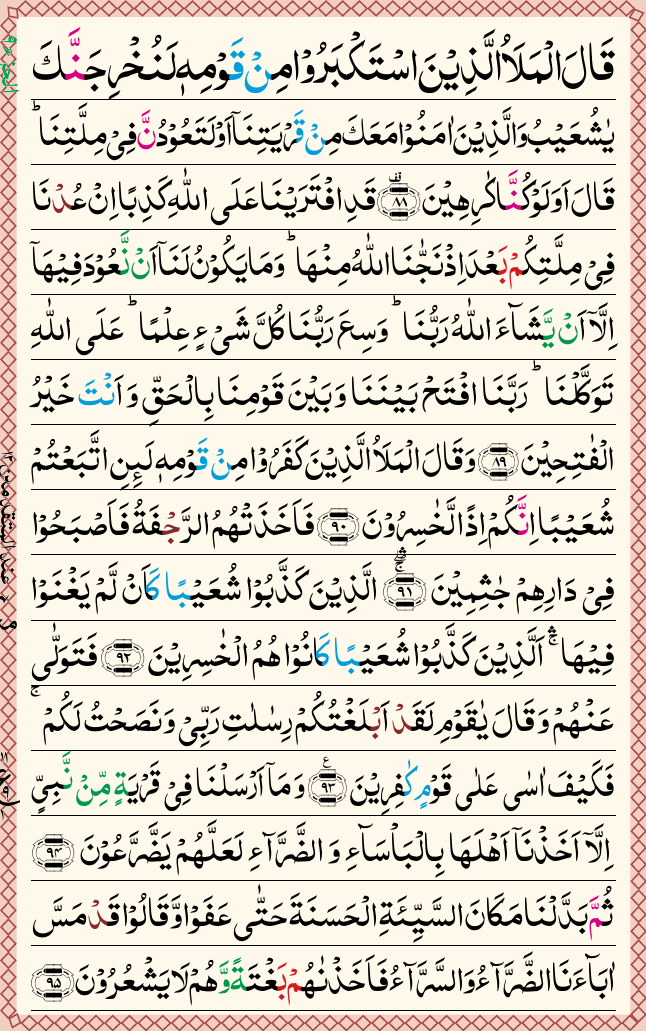 قَالَ الْمَلَاُ الَّذِيْنَ اسْتَكْبَرُوْا مِنْ قَوْمِهٖ لَنُخْرِجَنَّكَ
يٰشُعَيْبُ وَالَّذِيْنَ اٰمَنُوْا مَعَكَ مِنْ قَرْيَتِنَاۤ اَوْ لَتَعُوْدُنَّ فِيْ مِلَّتِنَا ؕ
قَالَ اَوَلَوْ كُنَّا كٰرِهِيْنَ ۟ۚ ﴿۸۸﴾ قَدِ افْتَرَيْنَا عَلَى اللّٰهِ كَذِبًا اِنْ عُدْنَا
فِيْ مِلَّتِكُمْ بَعْدَ اِذْ نَجّٰىنَا اللّٰهُ مِنْهَا ؕ وَمَا يَكُوْنُ لَنَاۤ اَنْ نَّعُوْدَ فِيْهَاۤ
اِلَّاۤ اَنْ يَّشَآءَ اللّٰهُ رَبُّنَا ؕ وَسِعَ رَبُّنَا كُلَّ شَيْءٍ عِلْمًا ؕ عَلَى اللّٰهِ
تَوَكَّلْنَا ؕ رَبَّنَا افْتَحْ بَيْنَنَا وَبَيْنَ قَوْمِنَا بِالْحَقِّ وَاَنْتَ خَيْرُ
الْفٰتِحِيْنَ ﴿۸۹﴾ وَقَالَ الْمَلَاُ الَّذِيْنَ كَفَرُوْا مِنْ قَوْمِهٖ لَىِٕنِ اتَّبَعْتُمْ
شُعَيْبًا اِنَّكُمْ اِذًا لَّخٰسِرُوْنَ ﴿۹۰﴾ فَاَخَذَتْهُمُ الرَّجْفَةُ فَاَصْبَحُوْا
فِيْ دَارِهِمْ جٰثِمِيْنَ ﴿۹۱﴾ۚۛ الَّذِيْنَ كَذَّبُوْا شُعَيْبًا كَاَنْ لَّمْ يَغْنَوْا
فِيْهَا ۚۛ اَلَّذِيْنَ كَذَّبُوْا شُعَيْبًا كَانُوْا هُمُ الْخٰسِرِيْنَ ﴿۹۲﴾ فَتَوَلّٰى
عَنْهُمْ وَقَالَ يٰقَوْمِ لَقَدْ اَبْلَغْتُكُمْ رِسٰلٰتِ رَبِّيْ وَنَصَحْتُ لَكُمْ ۚ
فَكَيْفَ اٰسٰى عَلٰى قَوْمٍ كٰفِرِيْنَ ﴿۹۳﴾ ع وَمَاۤ اَرْسَلْنَا فِيْ قَرْيَةٍ مِّنْ نَّبِيٍّ
اِلَّاۤ اَخَذْنَاۤ اَهْلَهَا بِالْبَاْسَآءِ وَالضَّرَّآءِ لَعَلَّهُمْ يَضَّرَّعُوْنَ ﴿۹۴﴾
ثُمَّ بَدَّلْنَا مَكَانَ السَّيِّئَةِ الْحَسَنَةَ حَتّٰى عَفَوْا وَّقَالُوْا قَدْ مَسَّ
اٰبَآءَنَا الضَّرَّآءُ وَالسَّرَّآءُ فَاَخَذْنٰهُمْ بَغْتَةً وَّهُمْ لَا يَشْعُرُوْنَ ﴿۹۵﴾